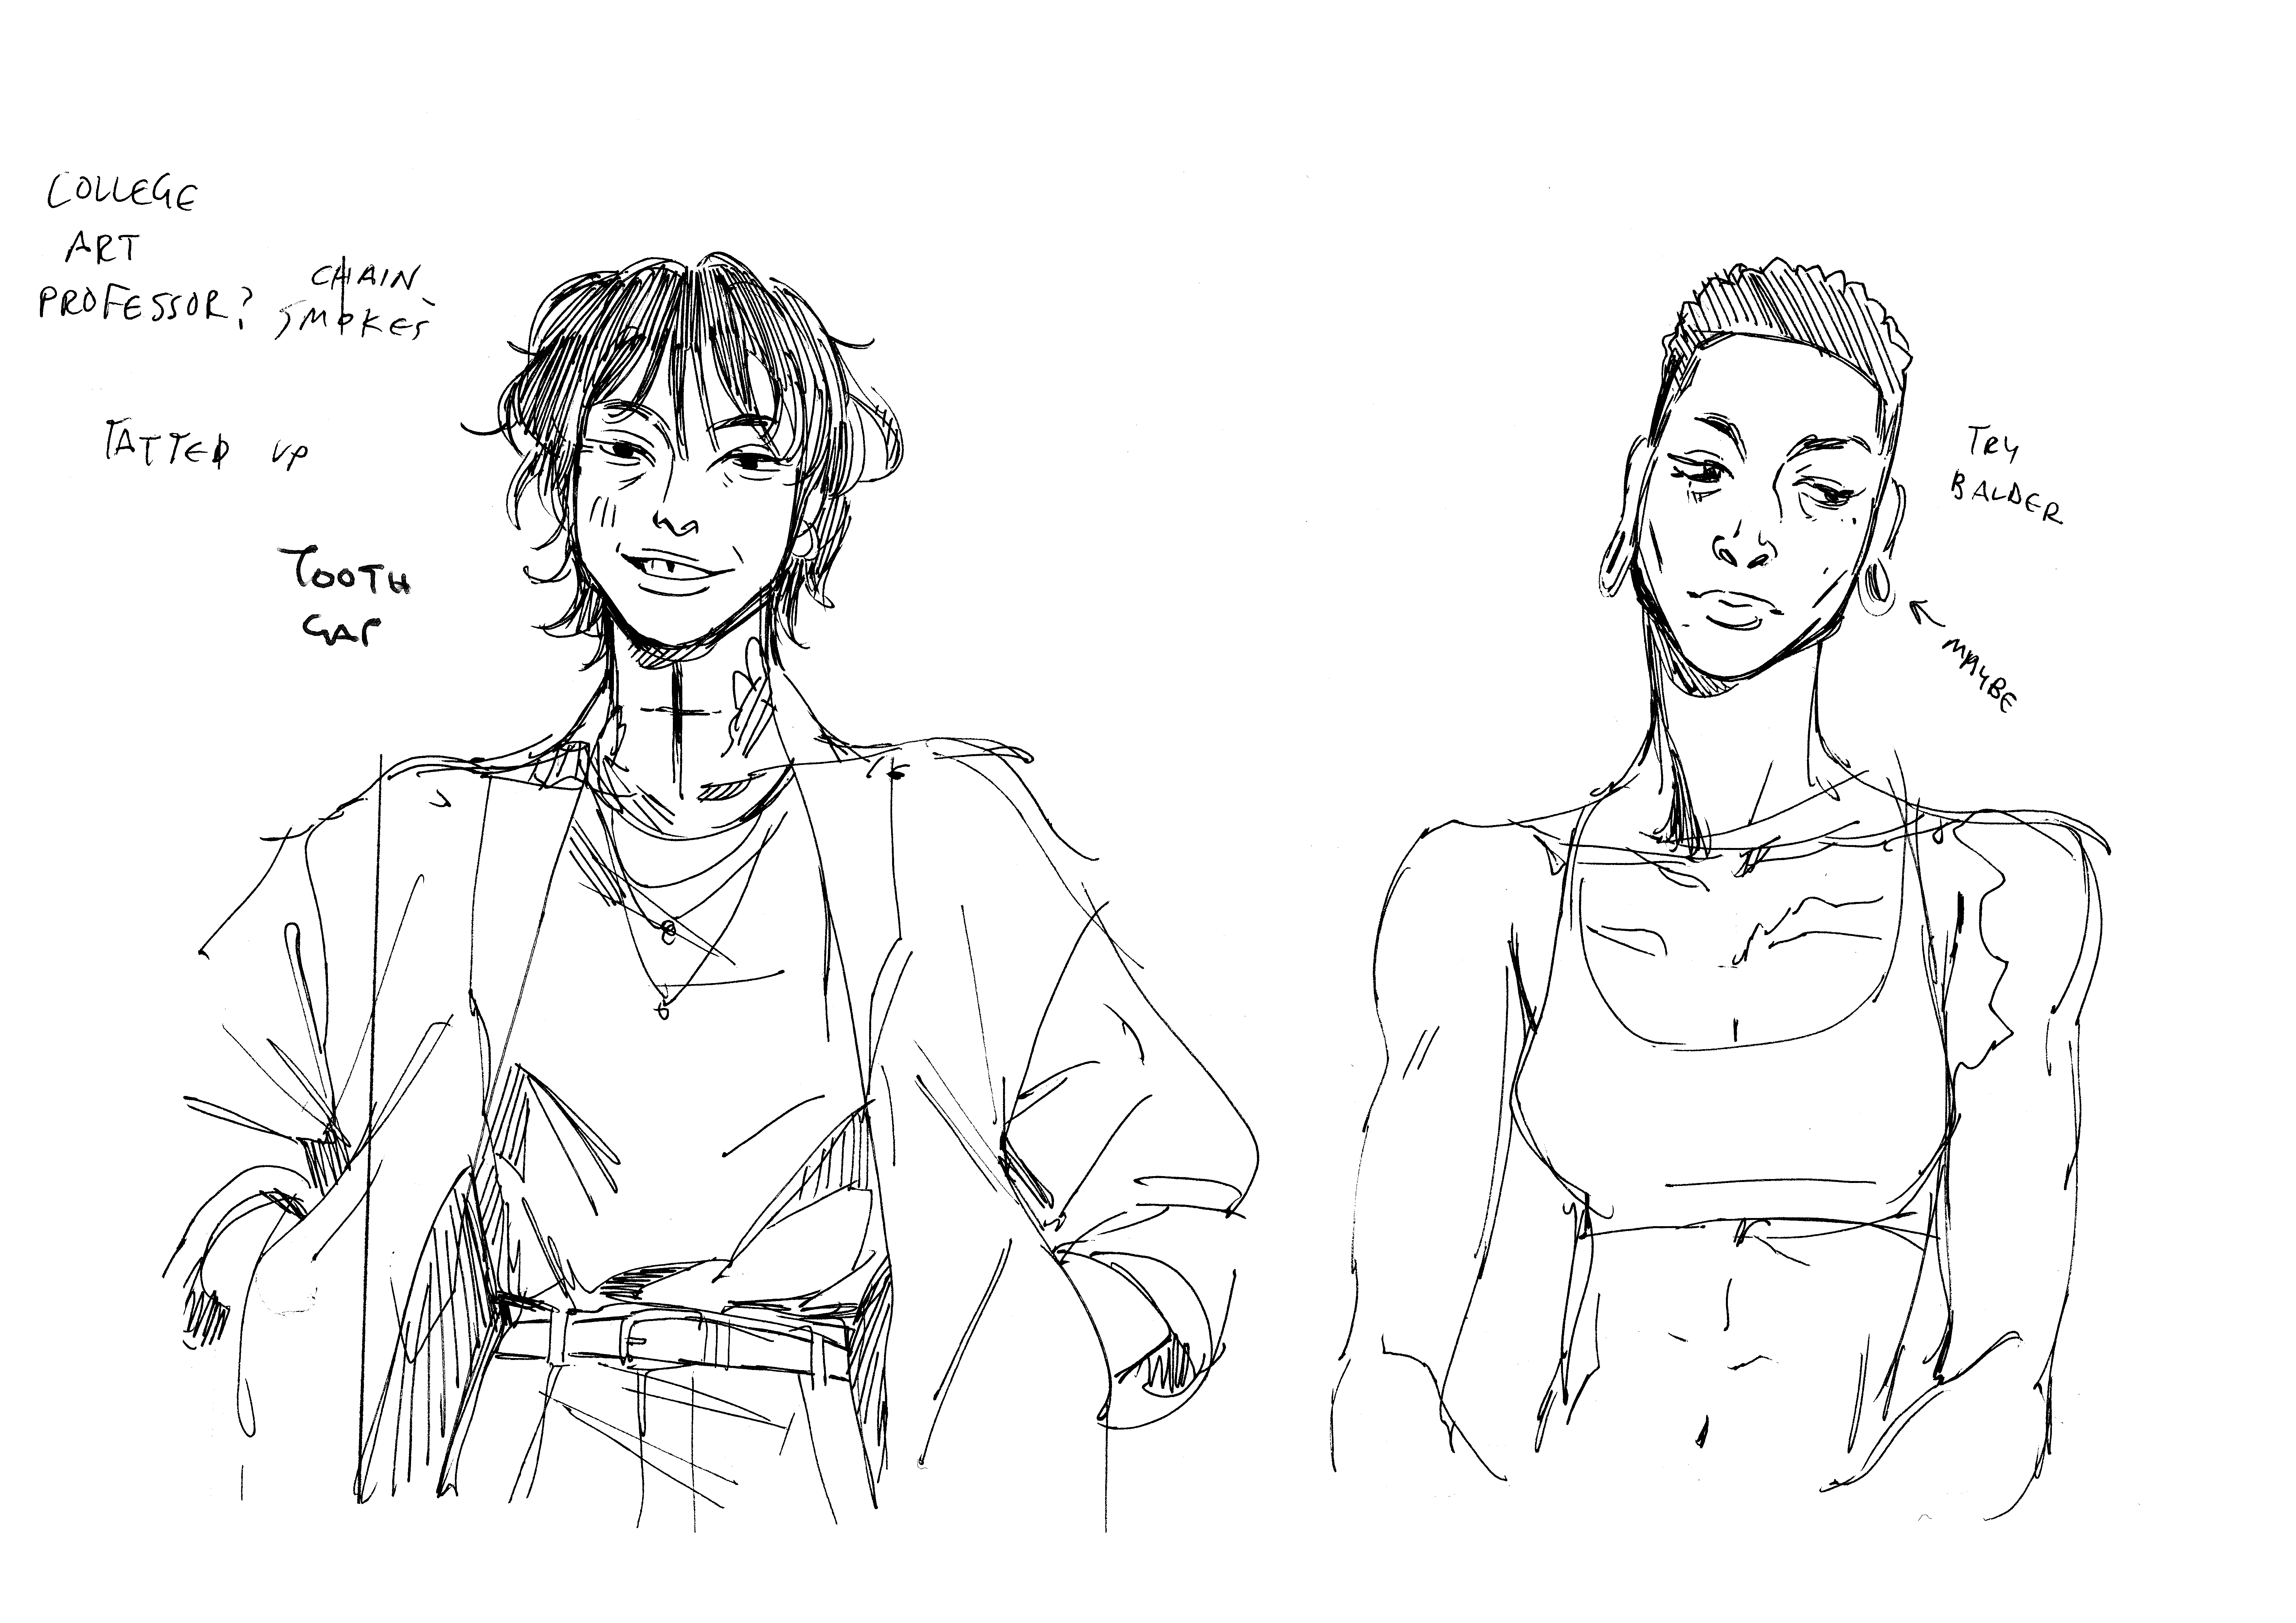 COLLEGE
ART
PROFESSOR?
CHAIN
SMOKES
TATTED UP
TOOTH
GAP
TRY
BALDER
MAYBE